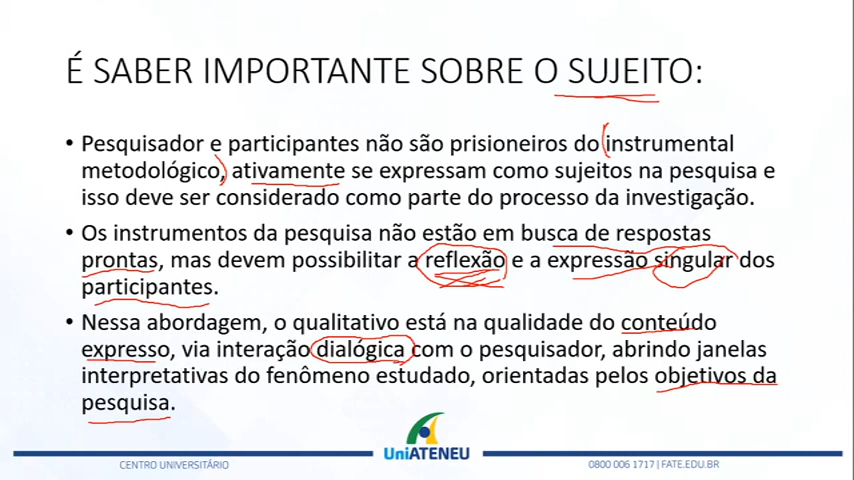 É SABER IMPORTANTE SOBRE O SUJEITO:
• Pesquisador e participantes não são prisioneiros do instrumental
metodológico, ativamente se expressam como sujeitos na pesquisa e
isso deve ser considerado como parte do processo da investigação.
• Os instrumentos da pesquisa não estão em busca de respostas
prontas, mas devem possibilitar a reflexão e a expressão singular dos
participantes.
• Nessa abordagem, o qualitativo está na qualidade do conteúdo
expresso, via interação dialógica com o pesquisador, abrindo janelas
interpretativas do fenômeno estudado, orientadas pelos objetivos da
pesquisa.
UniATENEU
CENTRO UNIVERSITÁRIO
0800 006 1717 | FATE.EDU.BR